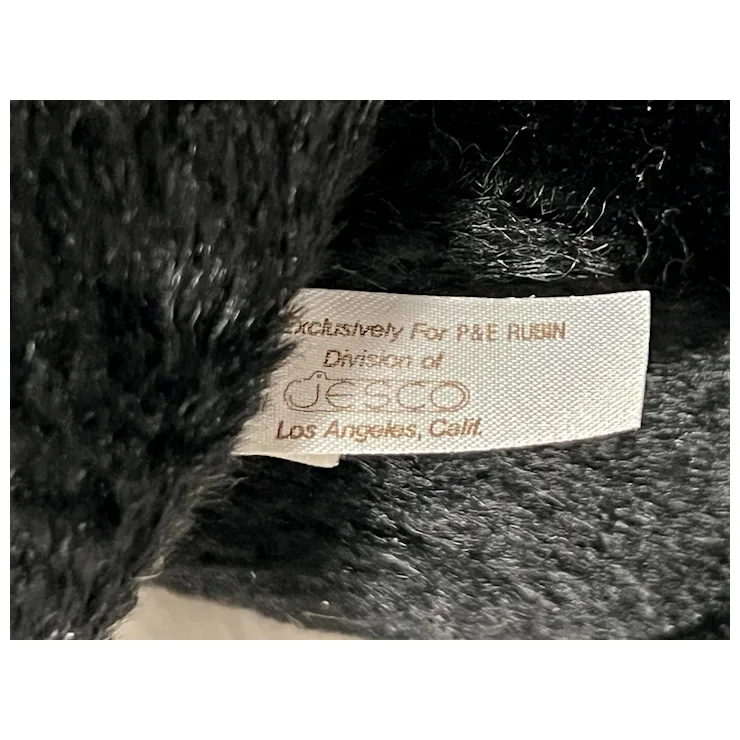 Exclusively For P&E RUBIN
Division of
JESCO
Los Angeles, Calif.